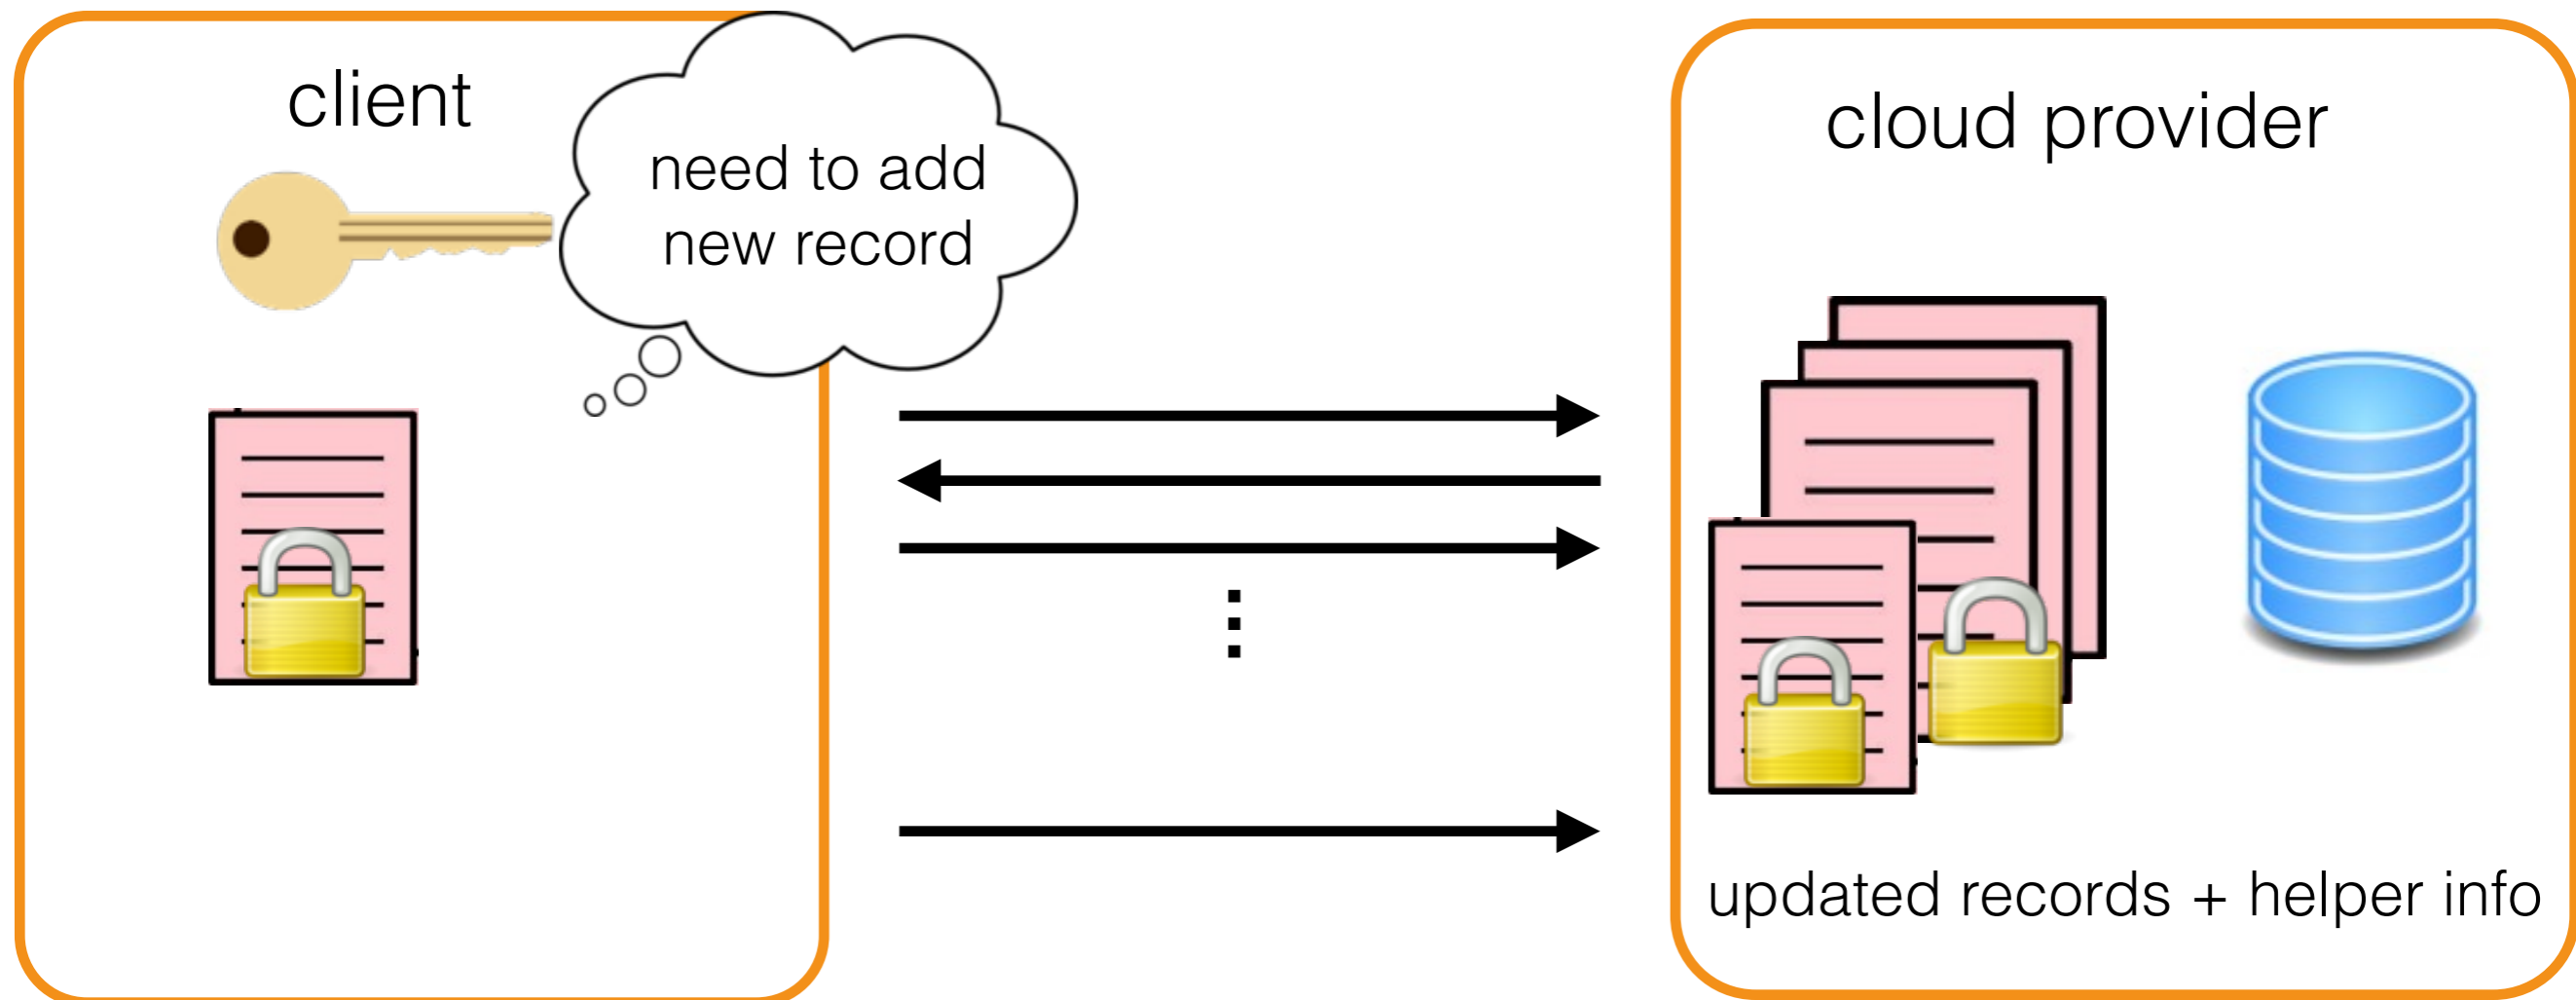 client
need to add
new record
cloud provider
updated records + helper info